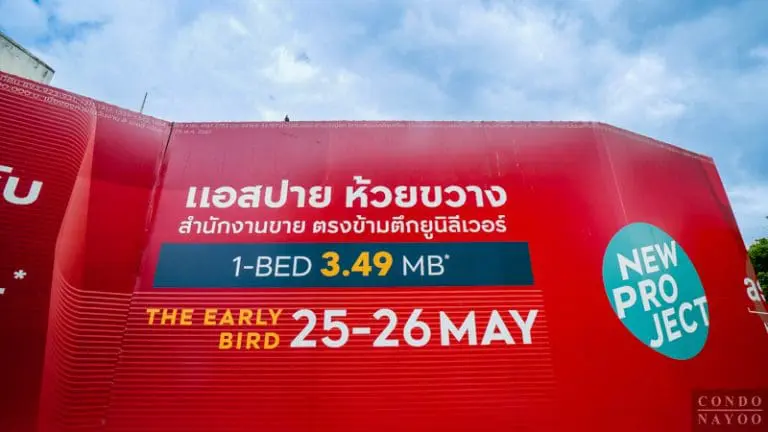 แอสปาย ห้วยขวาง
สำนักงานขาย ตรงข้ามตึกยูนิลีเวอร์
1-BED 3.49 MB*
THE EARLY
BIRD
25-26 MAY
NEW
PRO
JECT
CONDO
NAYOO